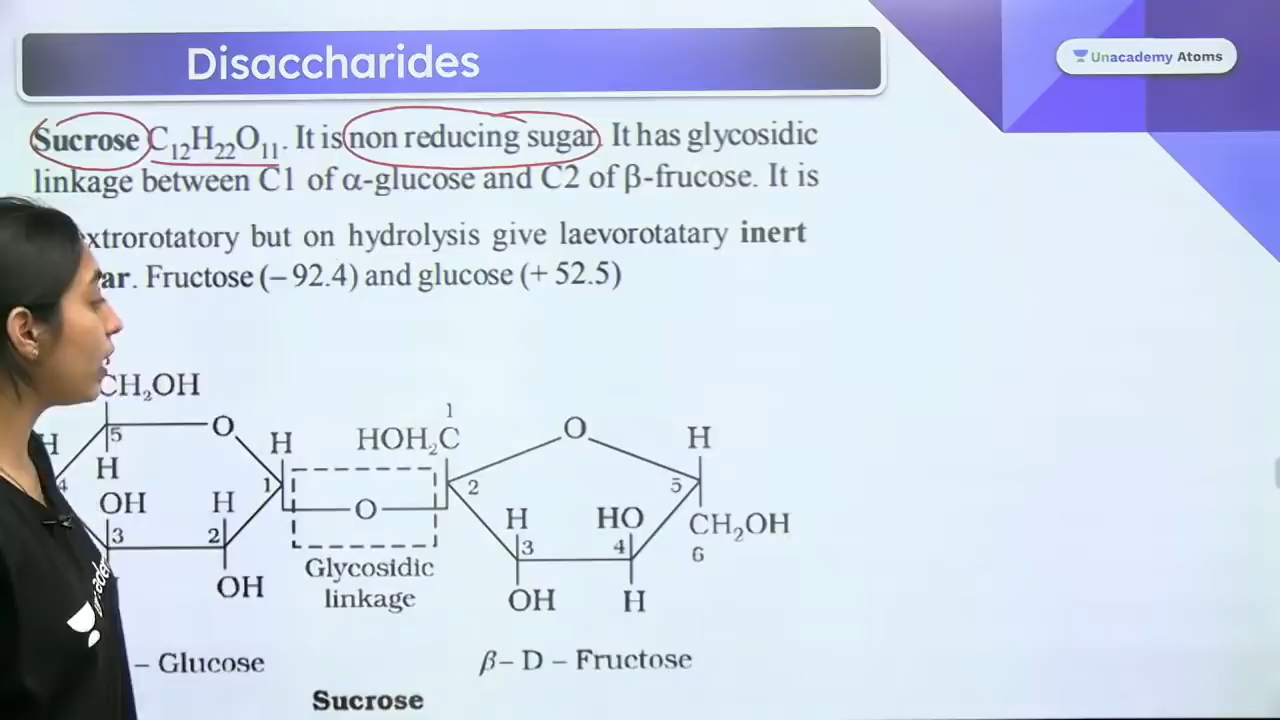 Disaccharides
Unacademy Atoms
Sucrose C₁₂H₂₂O₁₁. It is non reducing sugar. It has glycosidic
linkage between C1 of α-glucose and C2 of β-frucose. It is
extrorotatory but on hydrolysis give laevorotatary inert
ar. Fructose (– 92.4) and glucose (+ 52.5)
CH₂OH
O
H
5
H
H
4
OH
3
H
2
OH
1
O
1
HOH₂C
O
H
2
5
H
3
OH
HO
4
H
CH₂OH
6
Glycosidic
linkage
– Glucose
β– D – Fructose
Sucrose